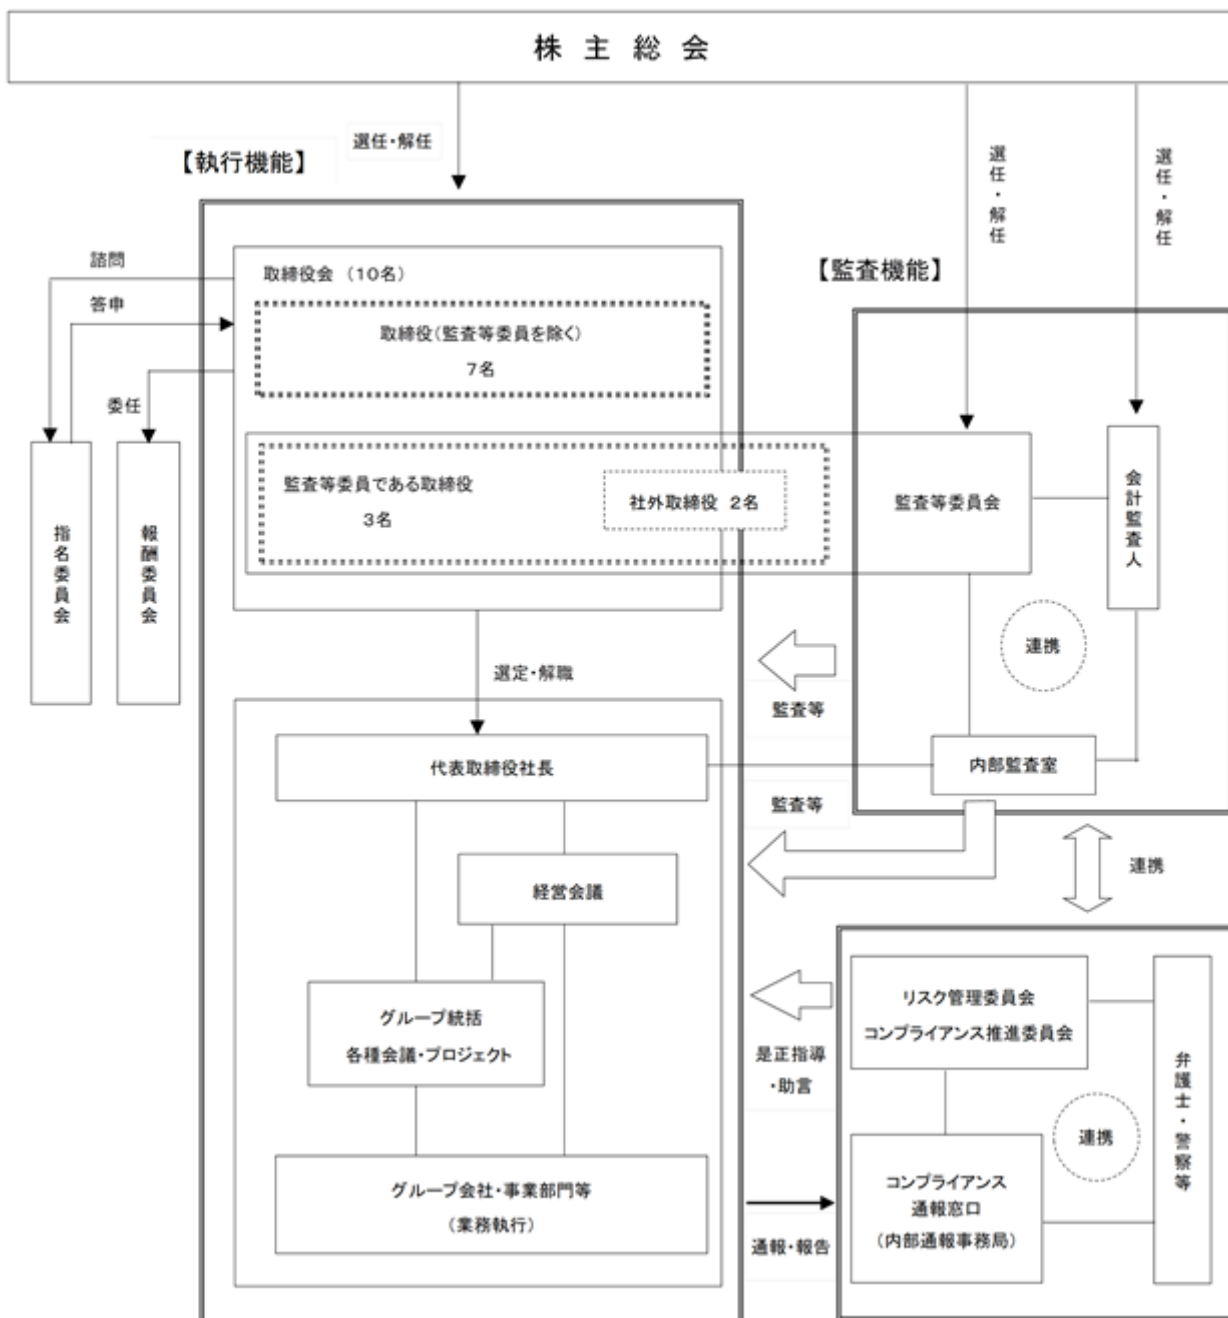 株主総会
選任・解任
【執行機能】
選任・解任
選任・解任
【監査機能】
諮問
答申
委任
取締役会 （10名）
取締役（監査等委員を除く）
7名
監査等委員である取締役
3名
社外取締役 2名
監査等委員会
会計監査人
指名委員会
報酬委員会
連携
選定・解職
監査等
代表取締役社長
内部監査室
監査等
経営会議
連携
グループ統括
各種会議・プロジェクト
是正指導
・助言
リスク管理委員会
コンプライアンス推進委員会
弁護士・警察等
連携
グループ会社・事業部門等
（業務執行）
コンプライアンス
通報窓口
（内部通報事務局）
通報・報告